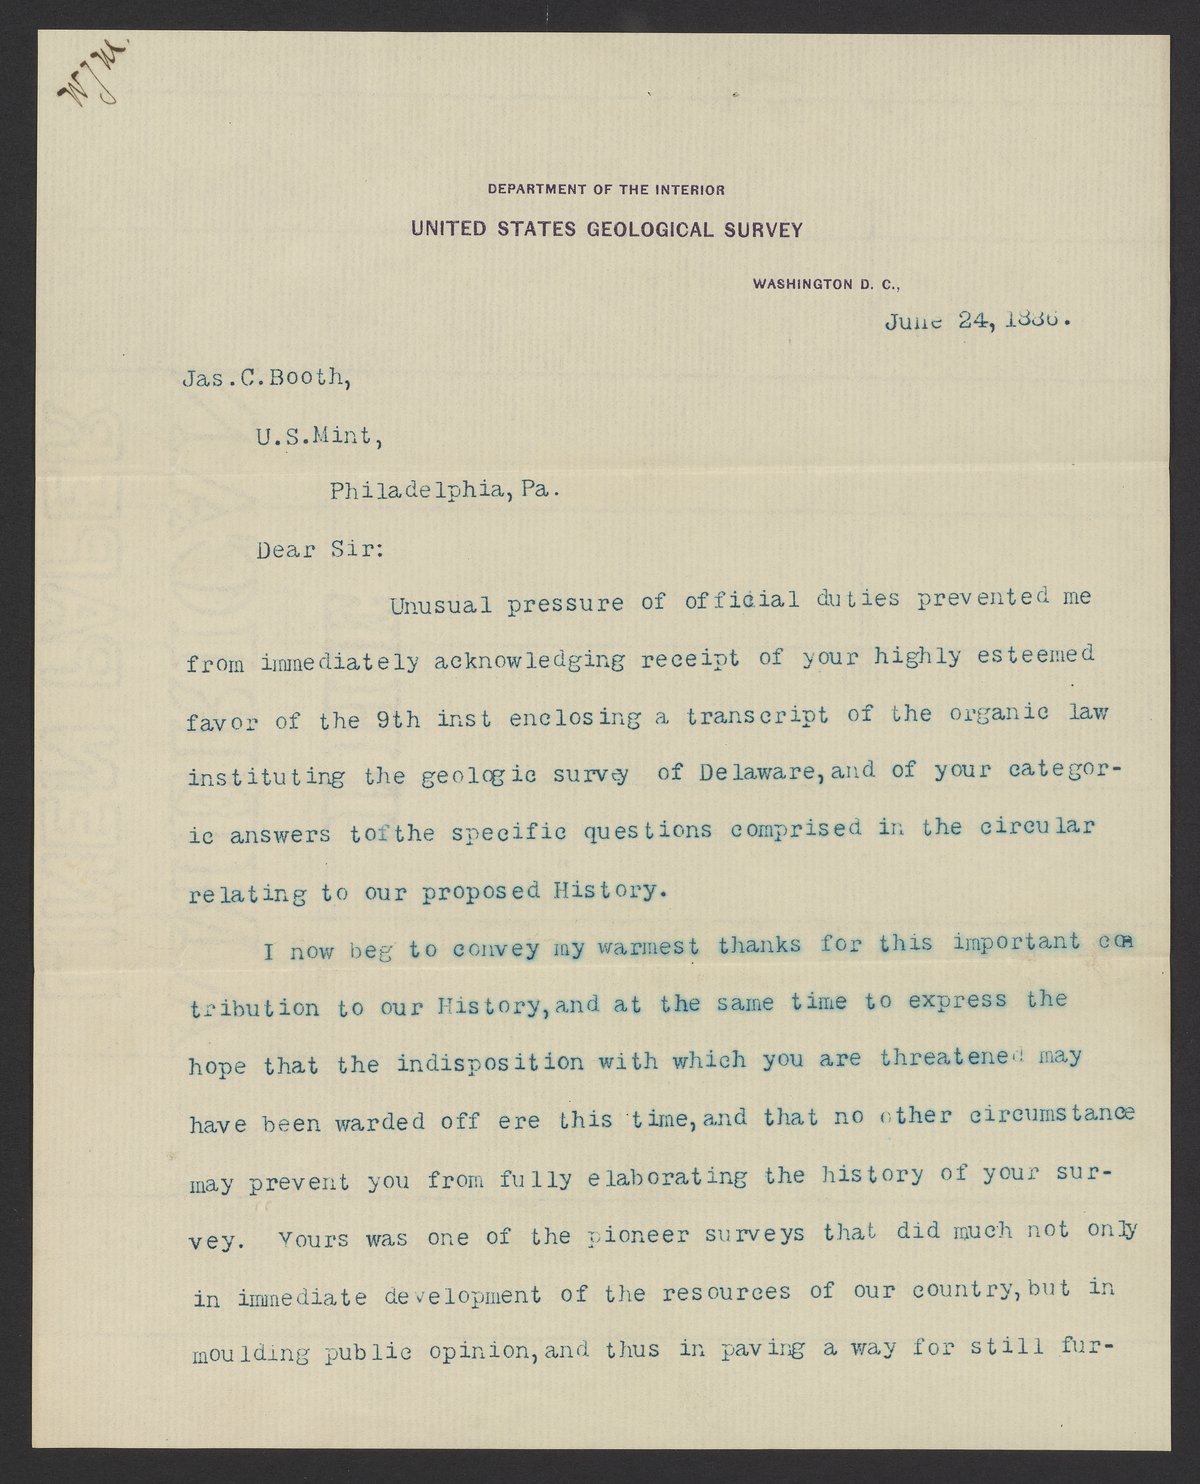 WJM.
DEPARTMENT OF THE INTERIOR
UNITED STATES GEOLOGICAL SURVEY
WASHINGTON D. C.,
June 24, 1886.
Jas.C.Booth,
U.S.Mint,
Philadelphia,Pa.
Dear Sir:
Unusual pressure of official duties prevented me
from immediately acknowledging receipt of your highly esteemed
favor of the 9th inst enclosing a transcript of the organic law
instituting the geologic survey of Delaware,and of your categor-
ic answers tofthe specific questions comprised in the circular
relating to our proposed History.
I now beg to convey my warmest thanks for this important con
tribution to our History,and at the same time to express the
hope that the indisposition with which you are threatened may
have been warded off ere this time,and that no other circumstance
may prevent you from fully elaborating the history of your sur-
vey. Yours was one of the pioneer surveys that did much not only
in immediate development of the resources of our country,but in
moulding public opinion,and thus in paving a way for still fur-